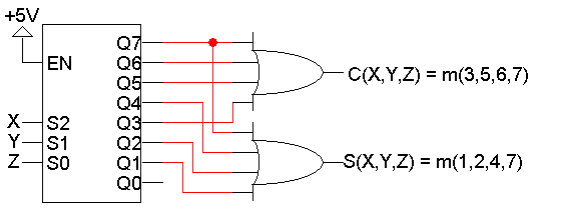 +5V
EN
X
S2
Y
S1
Z
S0
Q7
Q6
Q5
Q4
Q3
Q2
Q1
Q0
C(X,Y,Z) = m(3,5,6,7)
S(X,Y,Z) = m(1,2,4,7)